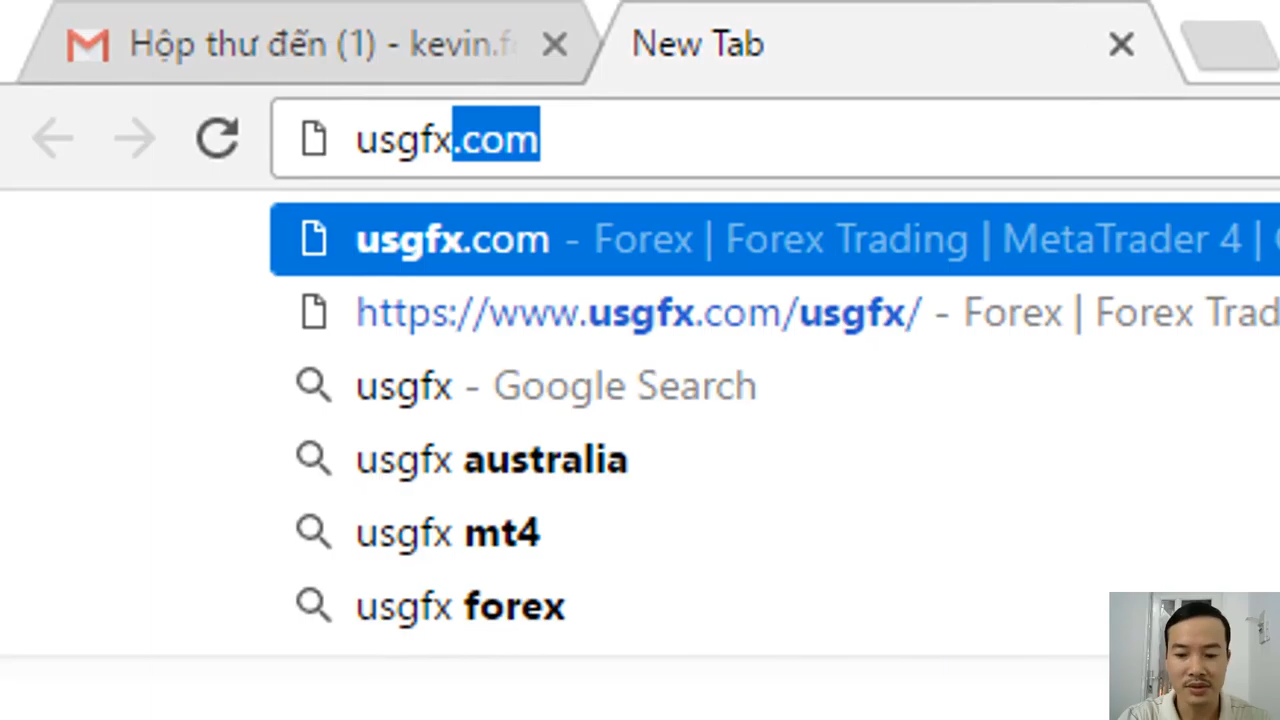 Hộp thư đến (1) - kevin.f
New Tab
usgfx.com
usgfx.com - Forex | Forex Trading | MetaTrader 4 |
https://www.usgfx.com/usgfx/ - Forex | Forex Trad
usgfx - Google Search
usgfx australia
usgfx mt4
usgfx forex